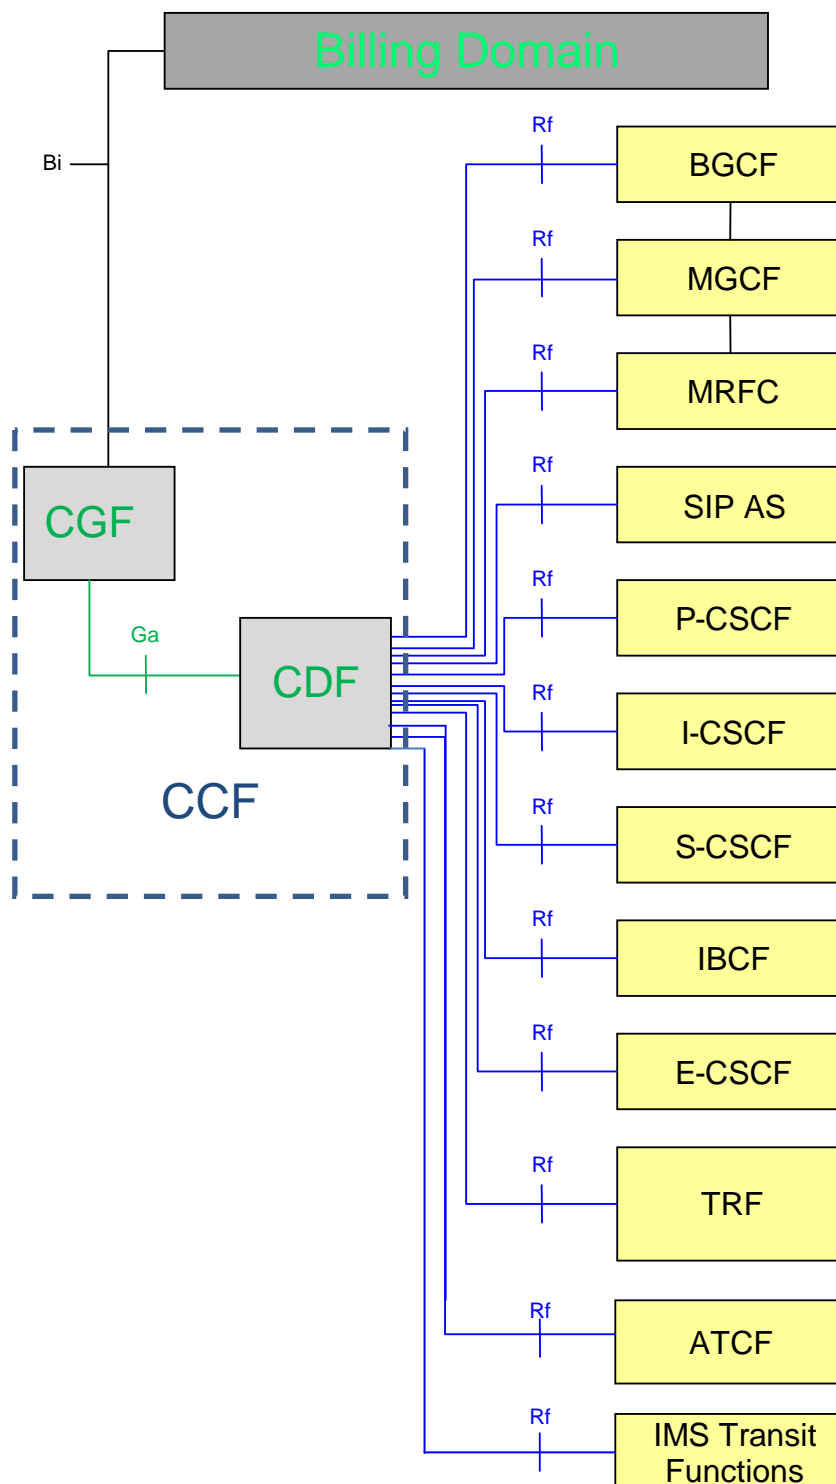 Billing Domain
Bi
Rf
BGCF
Rf
MGCF
Rf
MRFC
CGF
Rf
SIP AS
Rf
P-CSCF
Ga
CDF
Rf
I-CSCF
CCF
Rf
S-CSCF
Rf
IBCF
Rf
E-CSCF
Rf
TRF
Rf
ATCF
Rf
IMS Transit
Functions